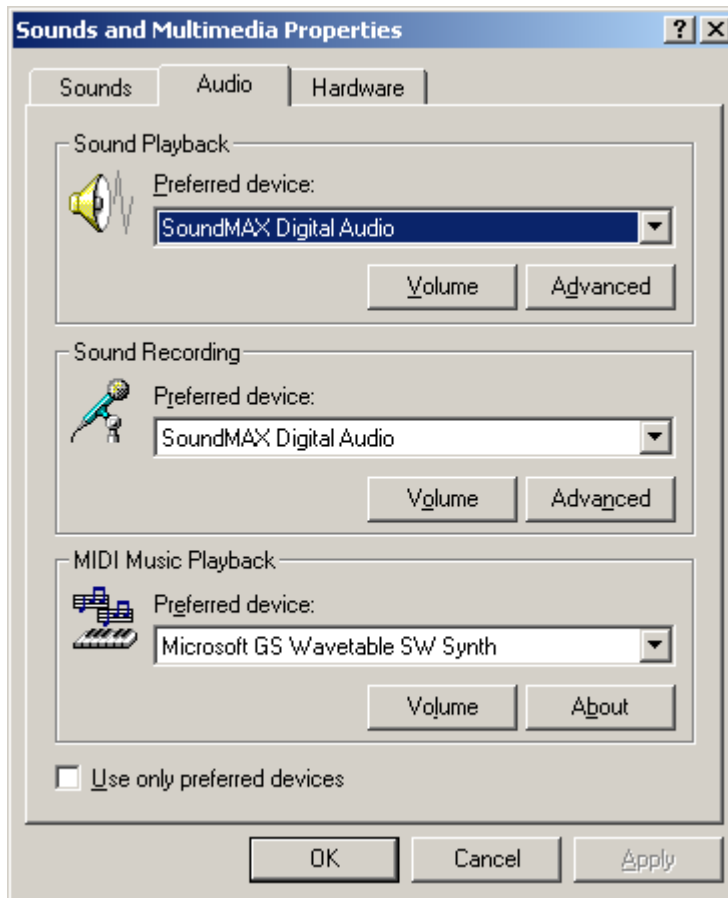 Sounds and Multimedia Properties
Sounds Audio Hardware
Sound Playback
Preferred device:
SoundMAX Digital Audio
Volume Advanced
Sound Recording
Preferred device:
SoundMAX Digital Audio
Volume Advanced
MIDI Music Playback
Preferred device:
Microsoft GS Wavetable SW Synth
Volume About
Use only preferred devices
OK Cancel Apply